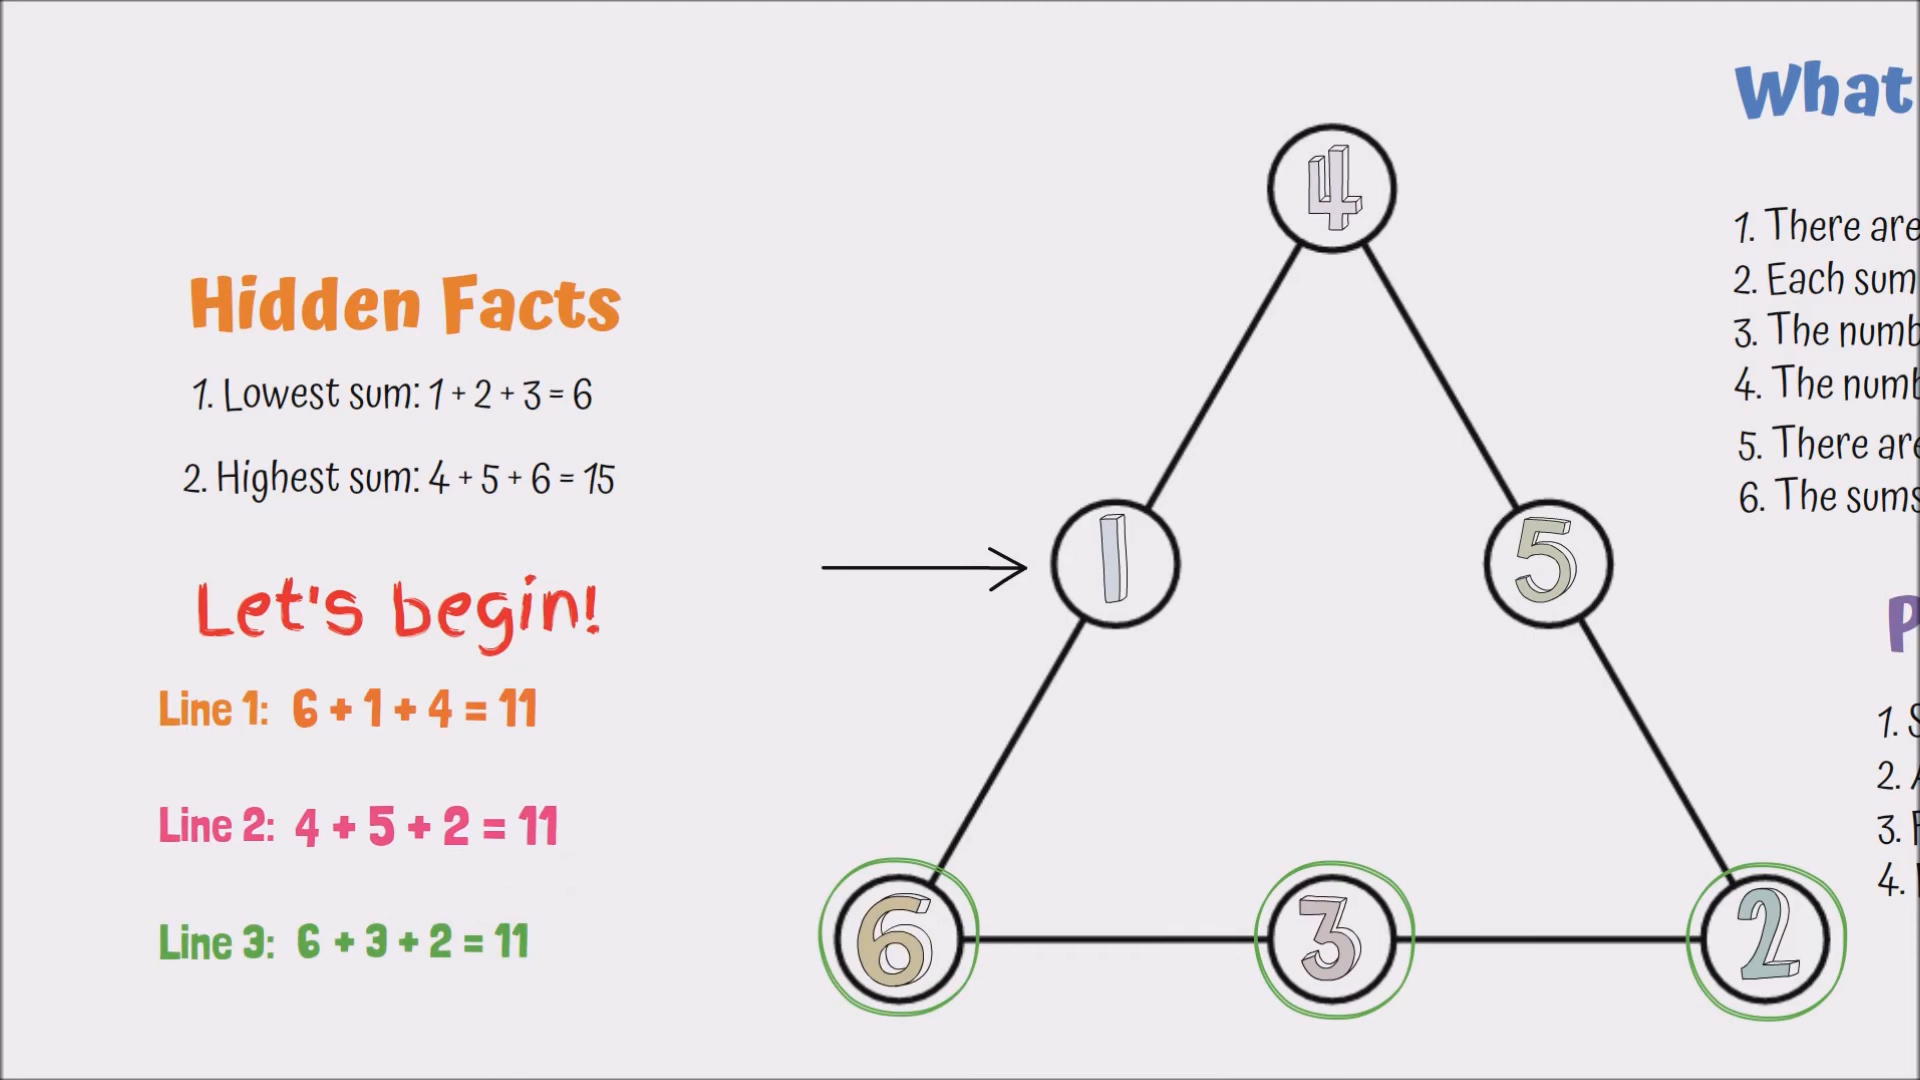 Hidden Facts
1. Lowest sum: 1 + 2 + 3 = 6
2. Highest sum: 4 + 5 + 6 = 15
Let's begin!
Line 1: 6 + 1 + 4 = 11
Line 2: 4 + 5 + 2 = 11
Line 3: 6 + 3 + 2 = 11
4
1
5
6
3
2
What
1. There are
2. Each sum
3. The numb
4. The numb
5. There are
6. The sums
P
1. S
2.
3.
4.